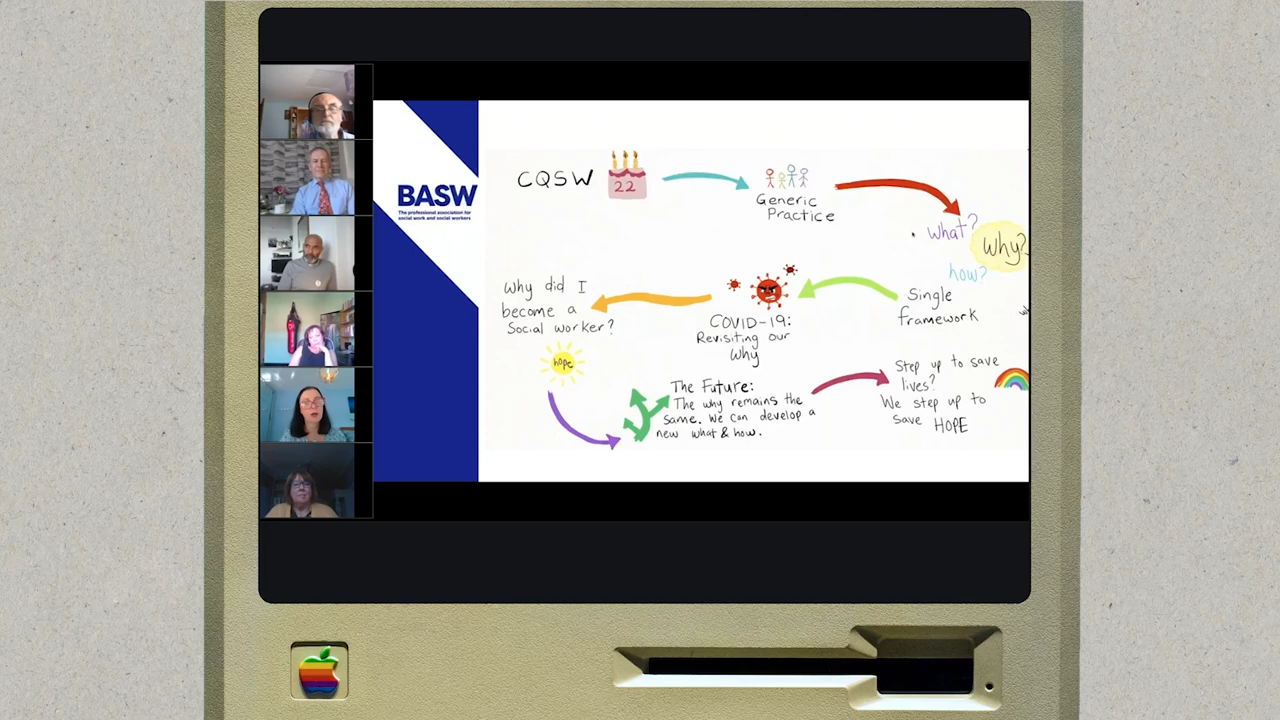 BASW
The professional association for
social work and social workers
CQSW
22
Generic
Practice
what?
Why?
how?
Single
framework
COVID-19:
Revisiting our
Why
Why did I
become a
Social worker?
hope
The Future:
The why remains the
same. We can develop a
new what & how.
Step up to save
lives?
We step up to
save HOPE